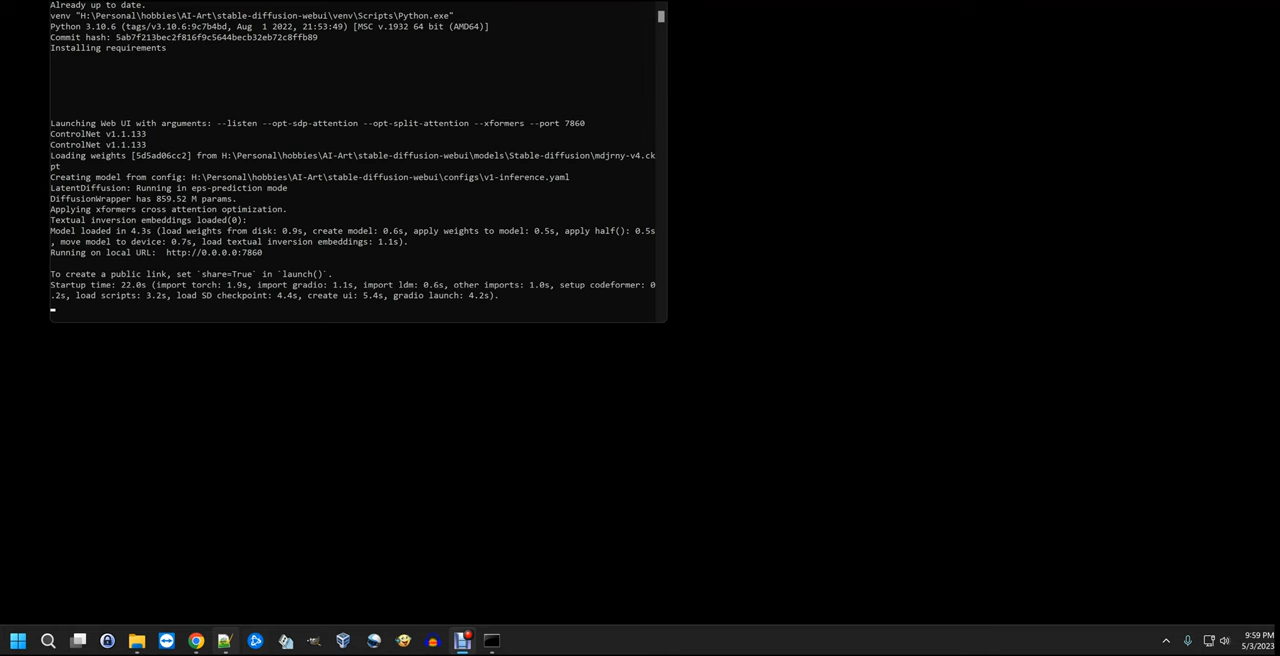 Already up to date.
venv "H:\Personal\hobbies\AI-Art\stable-diffusion-webui\venv\Scripts\Python.exe"
Python 3.10.6 (tags/v3.10.6:9c7b4bd, Aug  1 2022, 21:53:49) [MSC v.1932 64 bit (AMD64)]
Commit hash: 5ab7f213bec2f816f9c5644becb32eb72c8ffb89
Installing requirements
Launching Web UI with arguments: --listen --opt-sdp-attention --opt-split-attention --xformers --port 7860
ControlNet v1.1.133
ControlNet v1.1.133
Loading weights [5d5ad06cc2] from H:\Personal\hobbies\AI-Art\stable-diffusion-webui\models\Stable-diffusion\mdjrny-v4.ck
pt
Creating model from config: H:\Personal\hobbies\AI-Art\stable-diffusion-webui\configs\v1-inference.yaml
LatentDiffusion: Running in eps-prediction mode
DiffusionWrapper has 859.52 M params.
Applying xformers cross attention optimization.
Textual inversion embeddings loaded(0):
Model loaded in 4.3s (load weights from disk: 0.9s, create model: 0.6s, apply weights to model: 0.5s, apply half(): 0.5s
, move model to device: 0.7s, load textual inversion embeddings: 1.1s).
Running on local URL:  http://0.0.0.0:7860
To create a public link, set `share=True` in `launch()`.
Startup time: 22.0s (import torch: 1.9s, import gradio: 1.1s, import ldm: 0.6s, other imports: 1.0s, setup codeformer: 0
.2s, load scripts: 3.2s, load SD checkpoint: 4.4s, create ui: 5.4s, gradio launch: 4.2s).
9:59 PM
5/3/2023